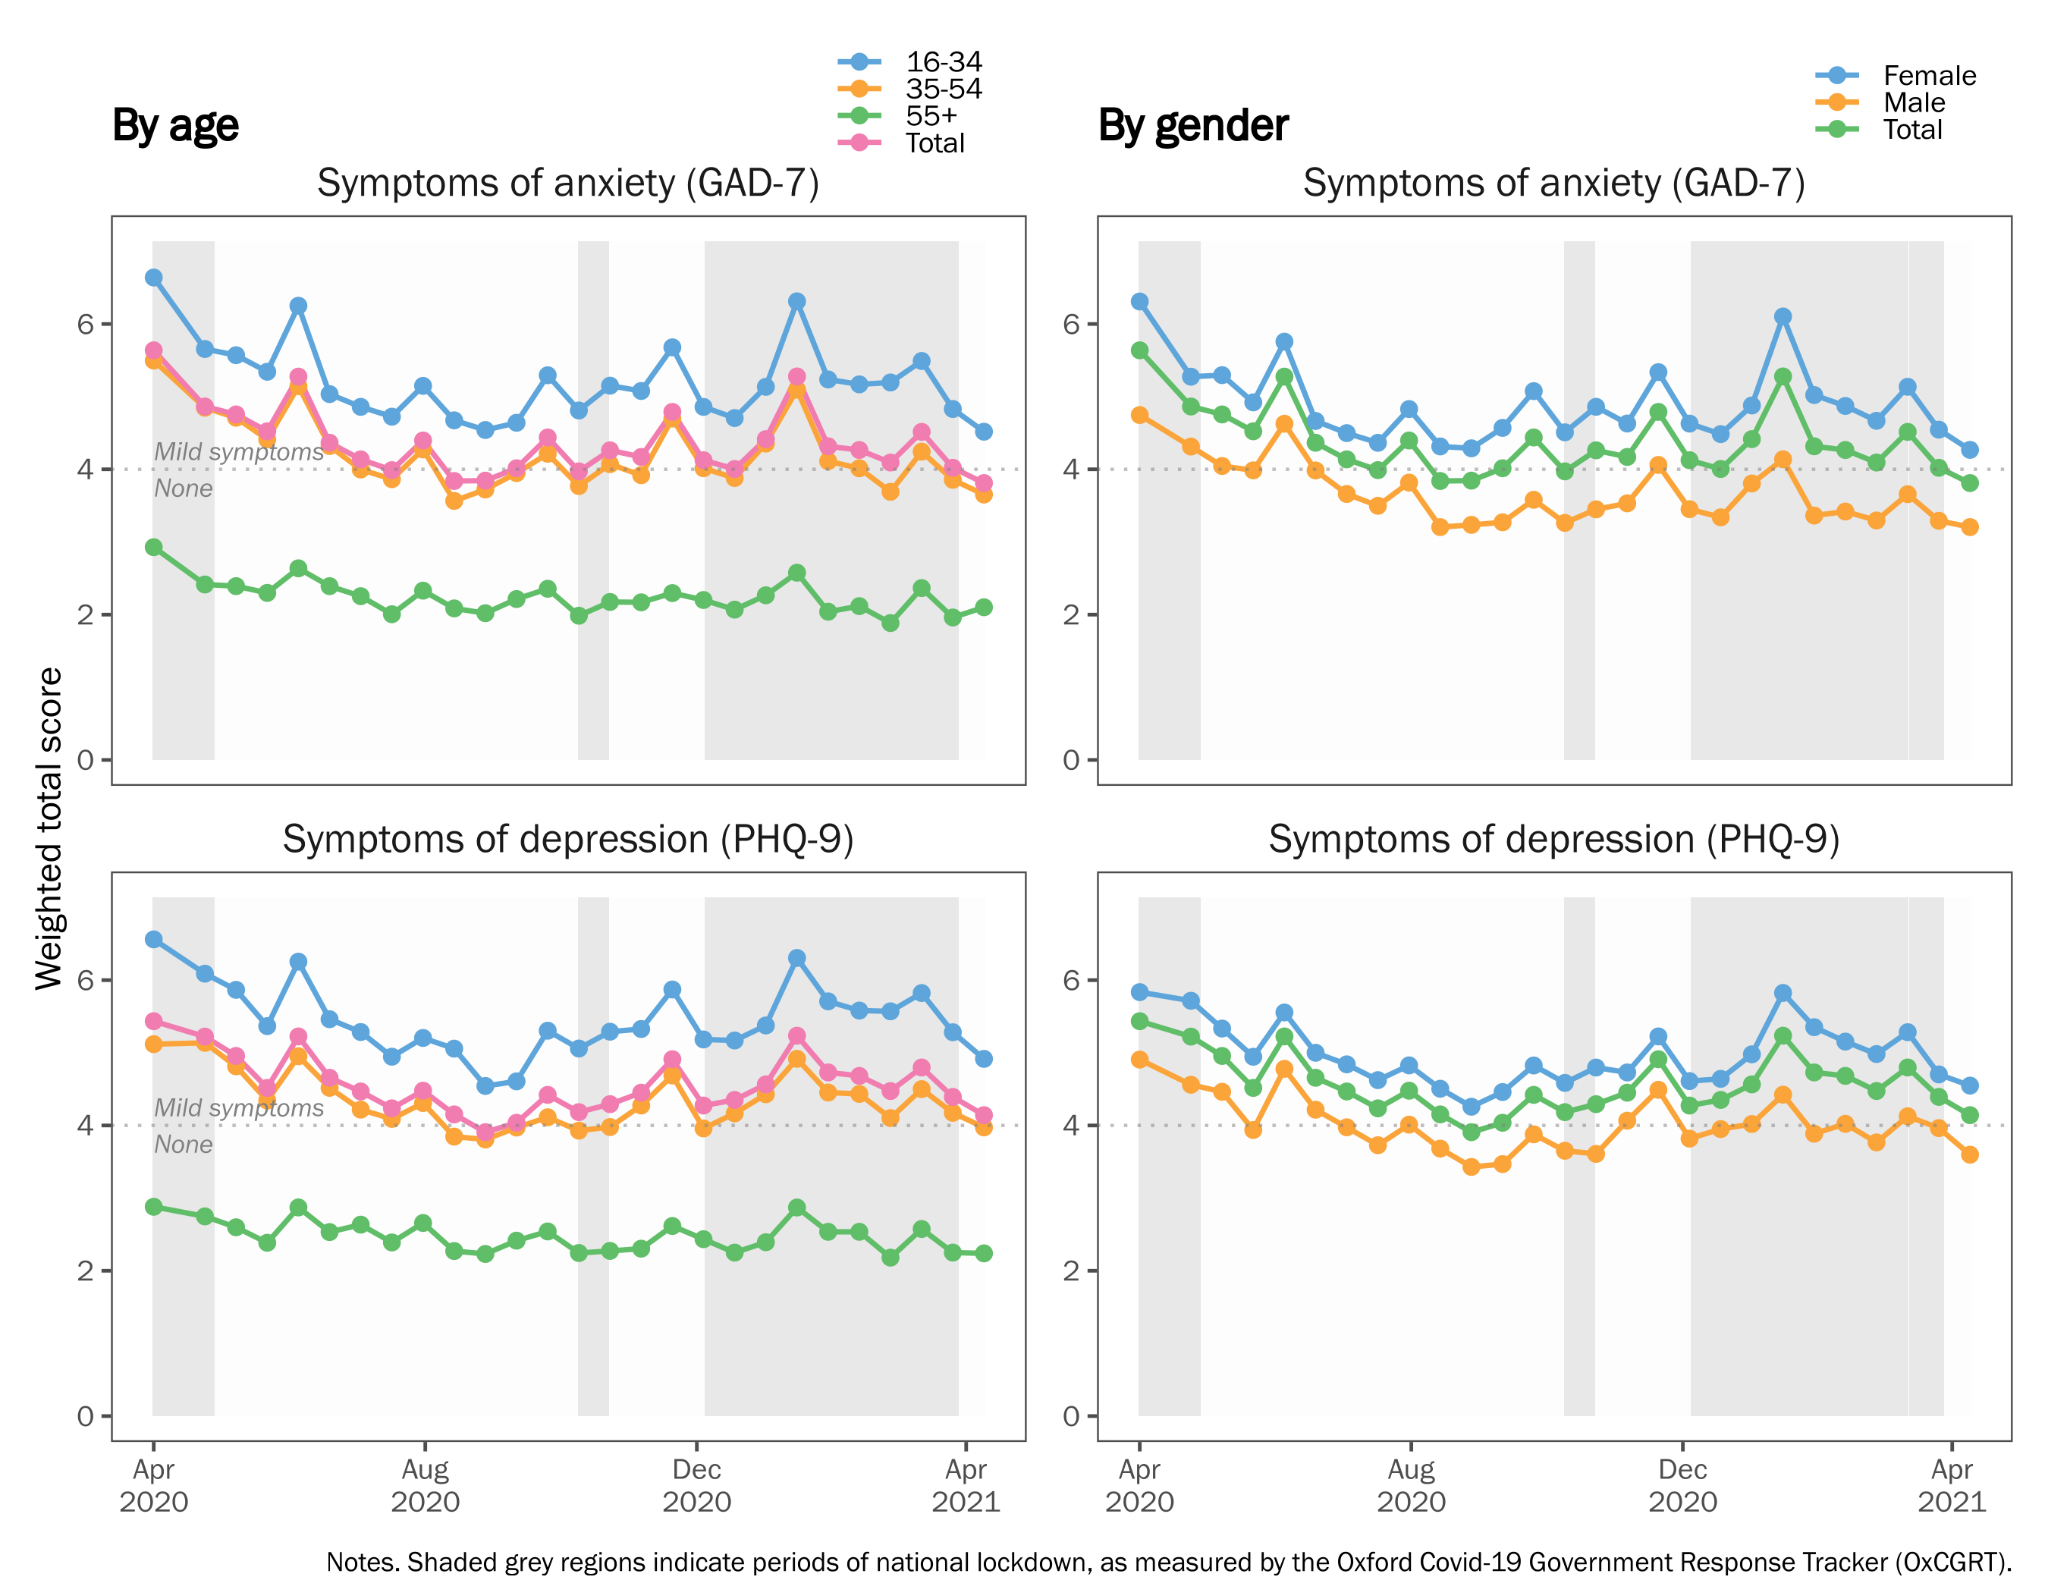 16-34
35-54
55+
Total
By age
Female
Male
Total
By gender
Symptoms of anxiety (GAD-7)
6
4
2
0
Mild symptoms
None
Symptoms of anxiety (GAD-7)
6
4
2
0
Weighted total score
Symptoms of depression (PHQ-9)
6
4
2
0
Mild symptoms
None
Apr
2020
Aug
2020
Dec
2020
Apr
2021
Symptoms of depression (PHQ-9)
6
4
2
0
Apr
2020
Aug
2020
Dec
2020
Apr
2021
Notes. Shaded grey regions indicate periods of national lockdown, as measured by the Oxford Covid-19 Government Response Tracker (OxCGRT).